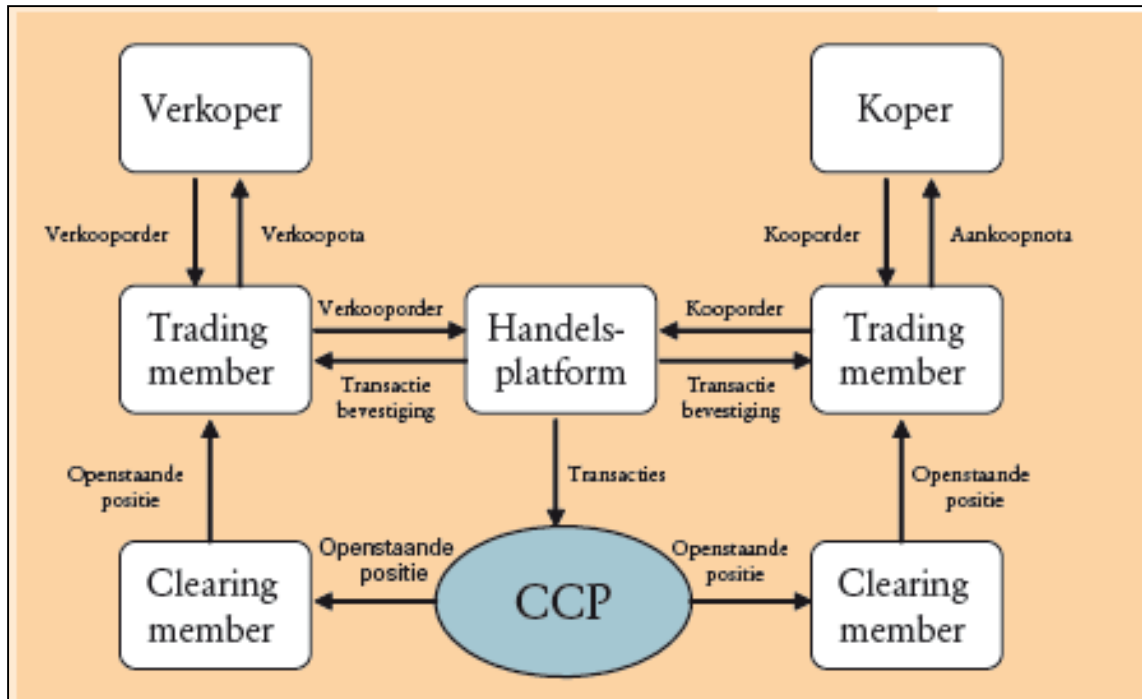 Verkoper
Koper
Verkooporder
Verkoopota
Kooporder
Aankoopnota
Trading
member
Verkooporder
Transactie
bevestiging
Handels-
platform
Kooporder
Transactie
bevestiging
Trading
member
Openstaande
positie
Transacties
Openstaande
positie
Clearing
member
Openstaande
positie
CCP
Openstaande
positie
Clearing
member